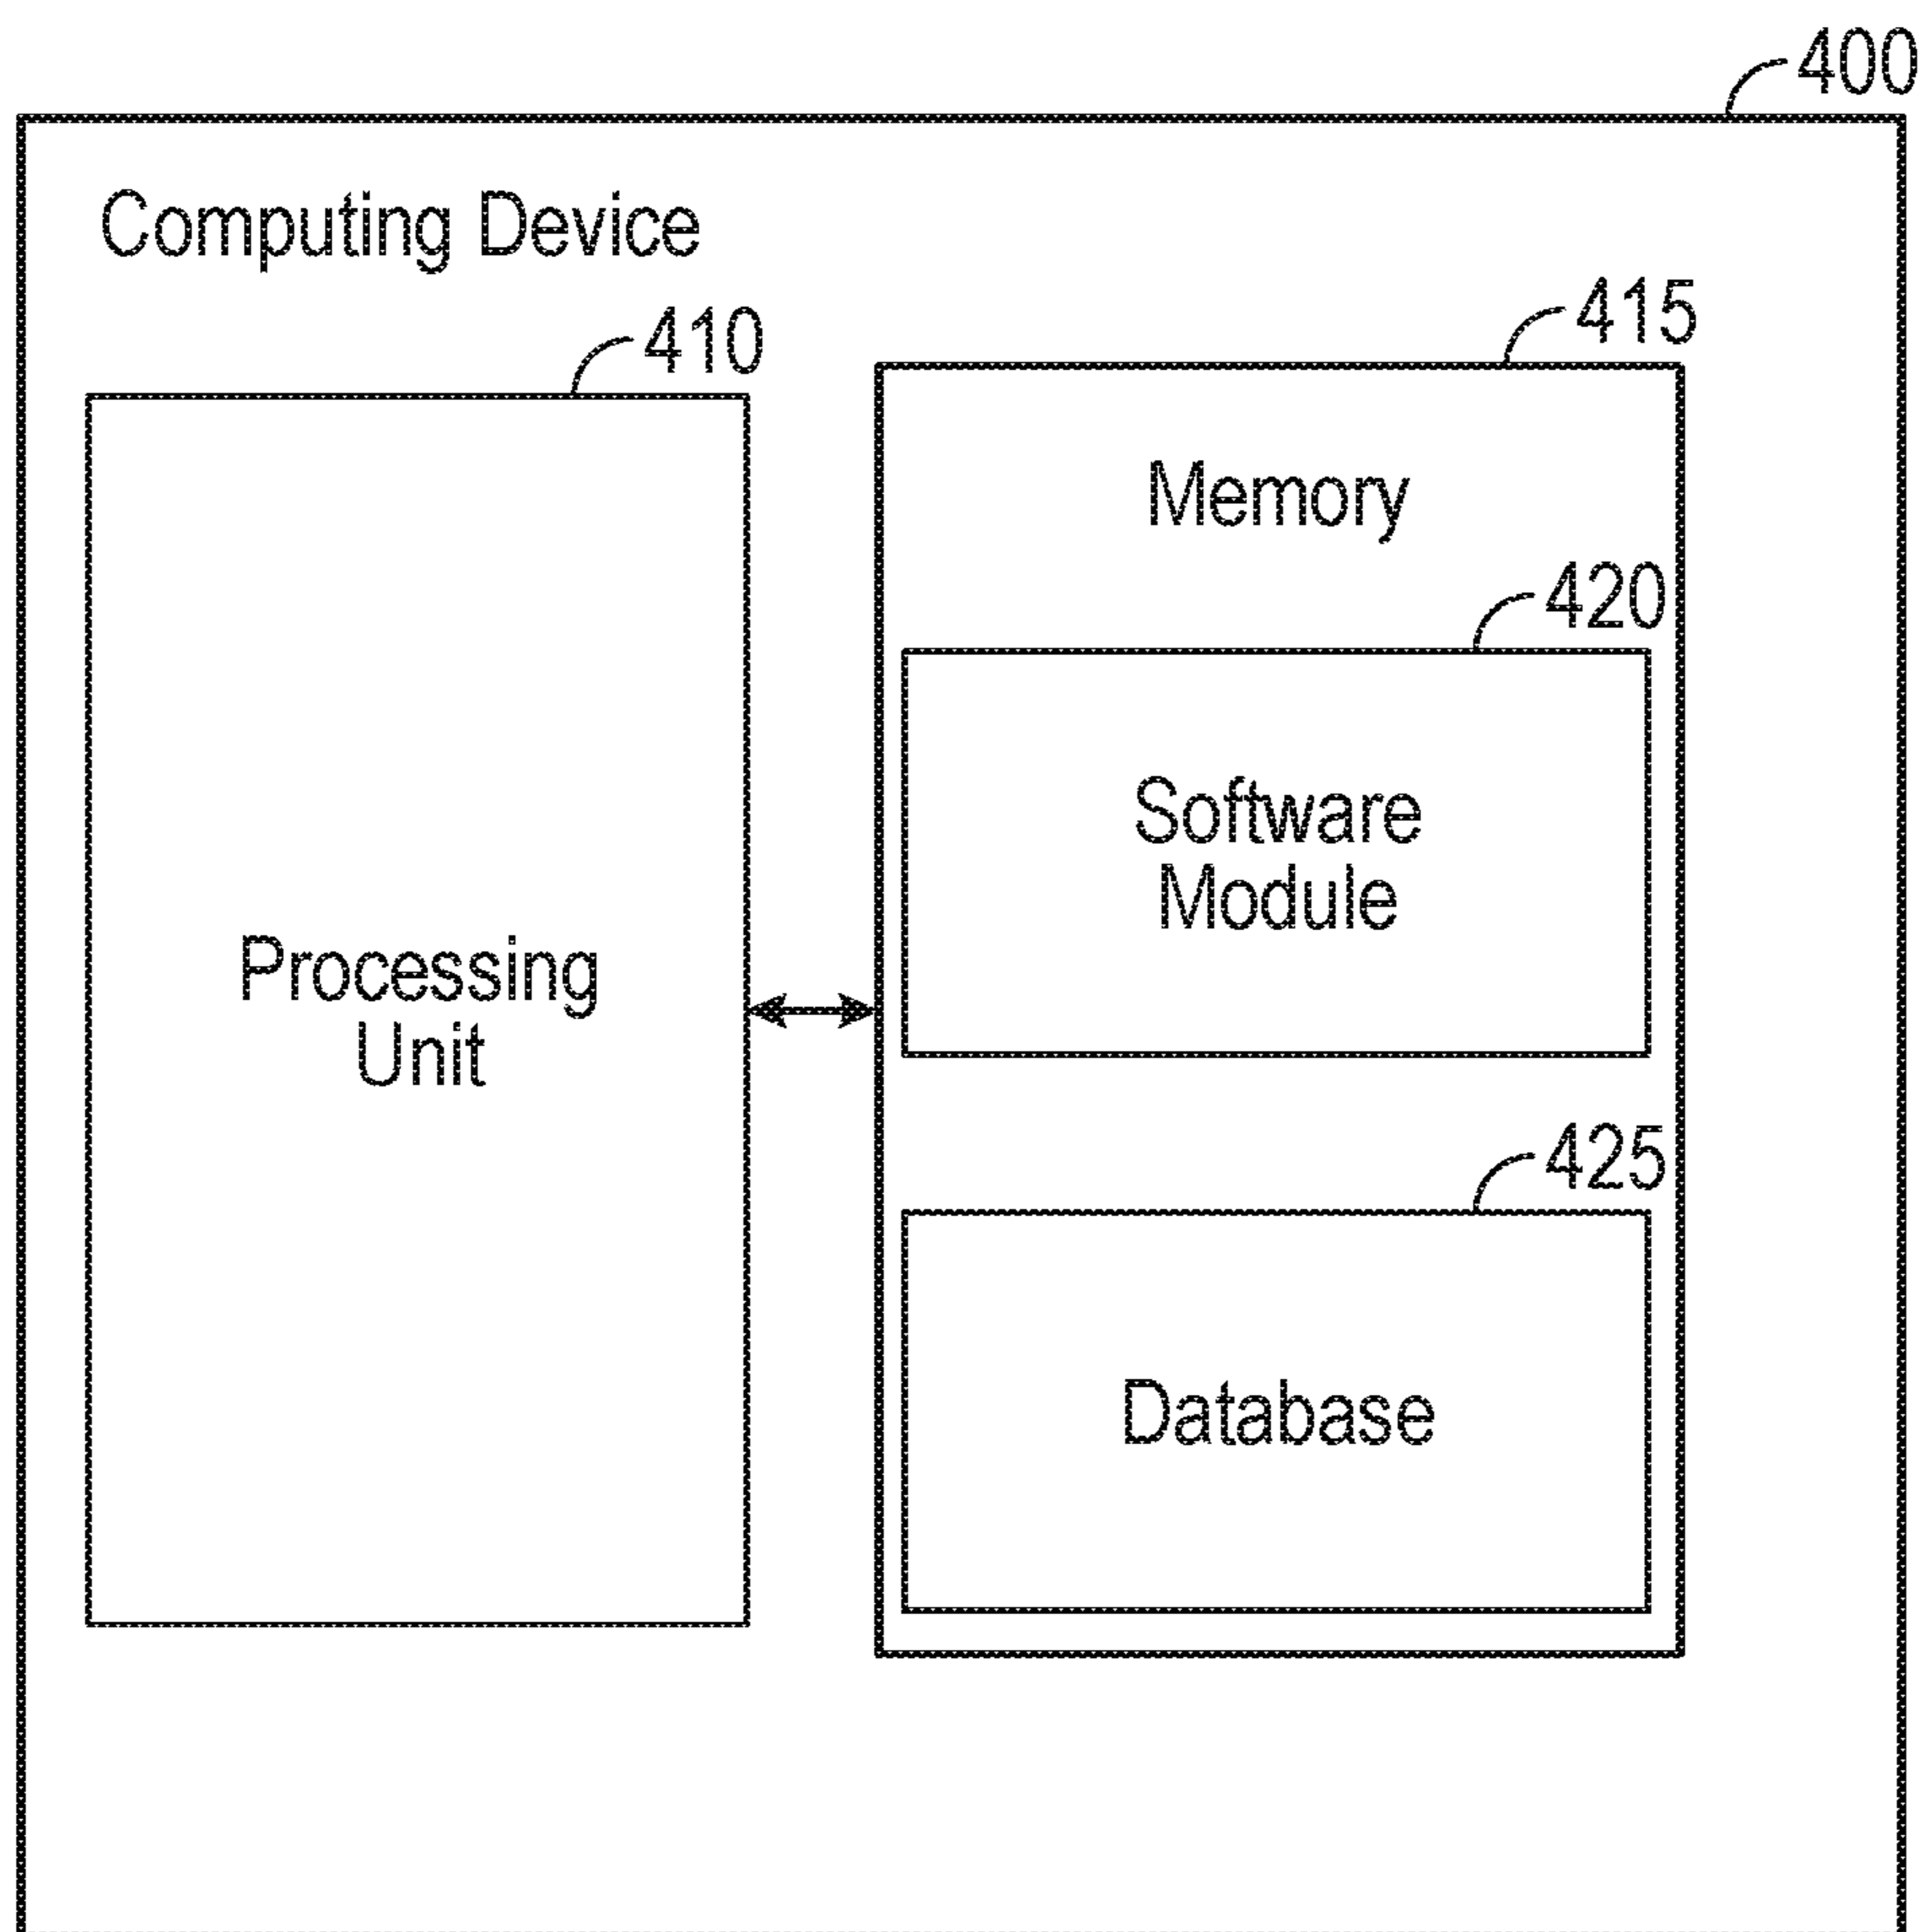 400
Computing Device
410
415
Memory
420
Software
Module
Processing
Unit
425
Database